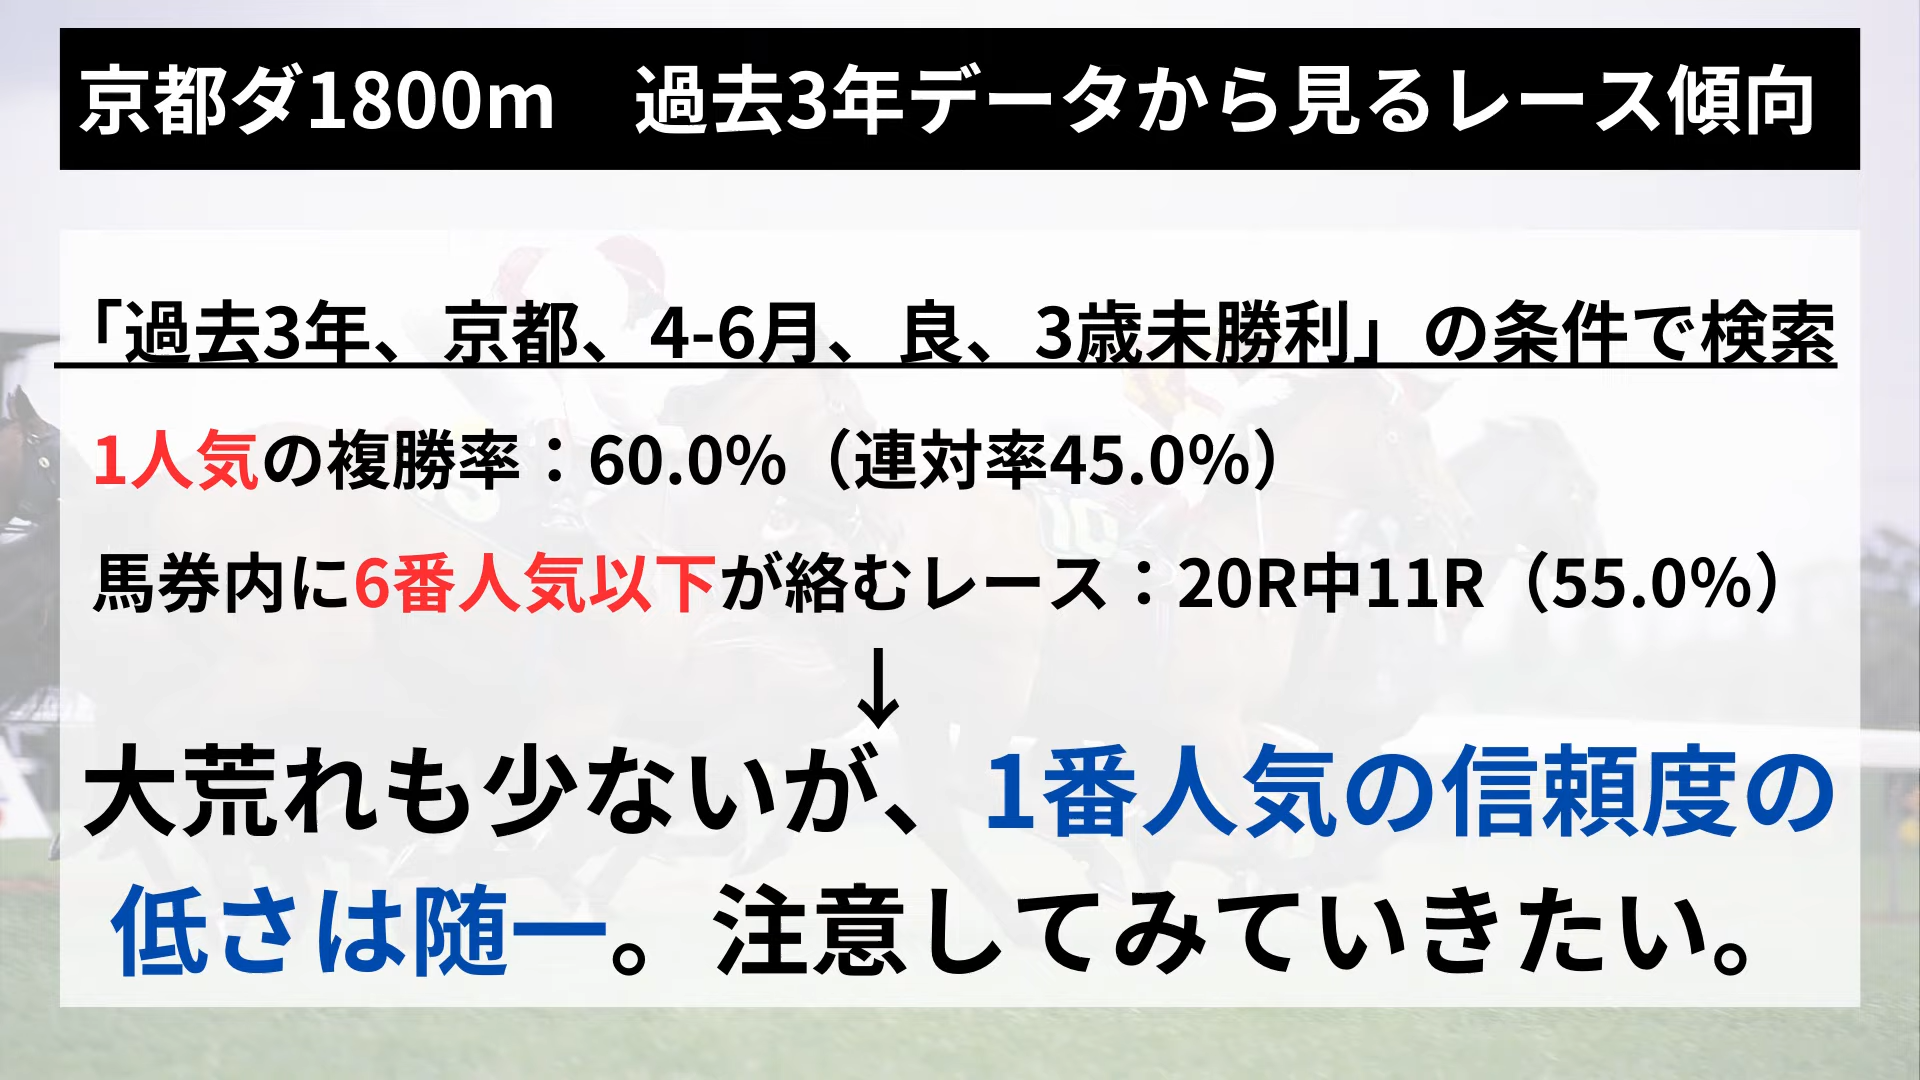 京都ダ1800m　過去3年データから見るレース傾向
「過去3年、京都、4-6月、良、3歳未勝利」の条件で検索
1人気の複勝率：60.0%（連対率45.0%）
馬券内に6番人気以下が絡むレース：20R中11R（55.0%）
↓
大荒れも少ないが、1番人気の信頼度の
低さは随一。注意してみていきたい。
10